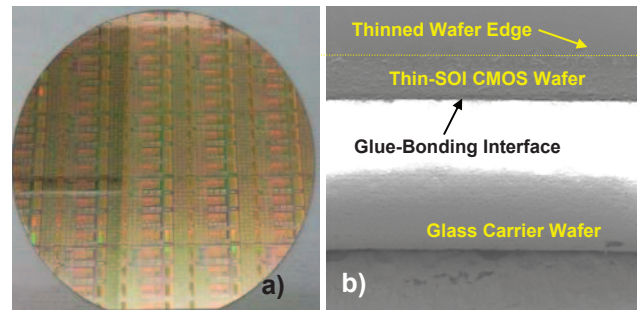 Thinned Wafer Edge
Thin-SOI CMOS Wafer
Glue-Bonding Interface
Glass Carrier Wafer
a)
b)